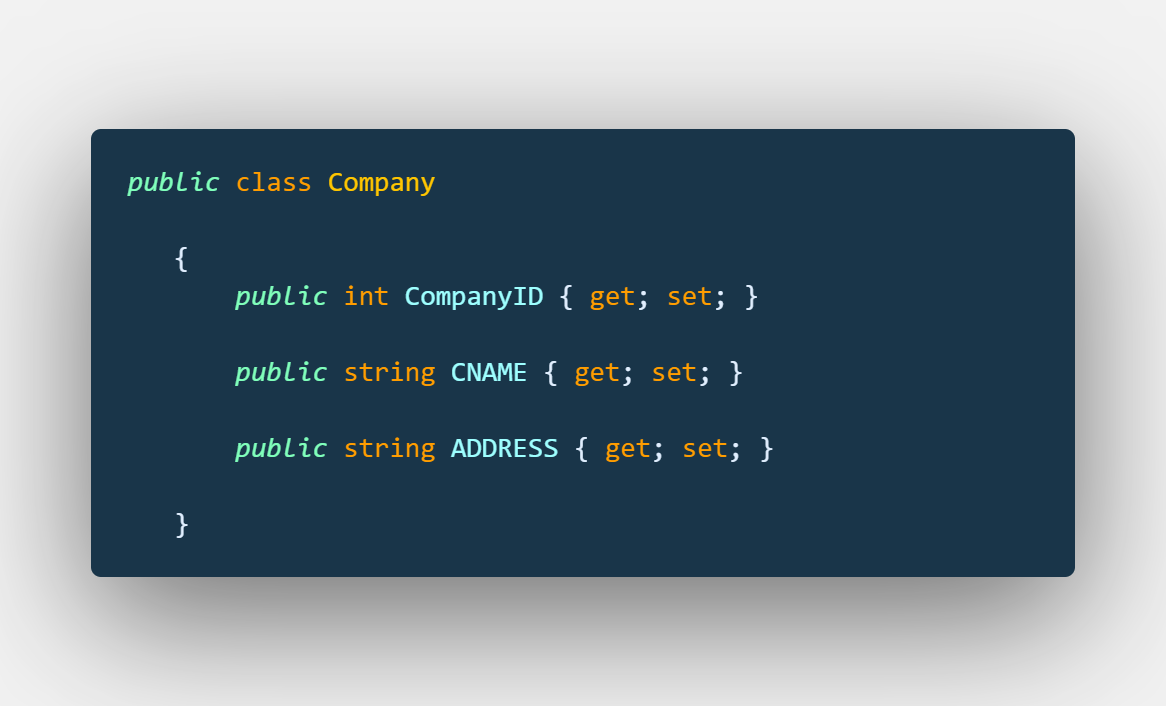 public class Company
{
public int CompanyID { get; set; }
public string CNAME { get; set; }
public string ADDRESS { get; set; }
}